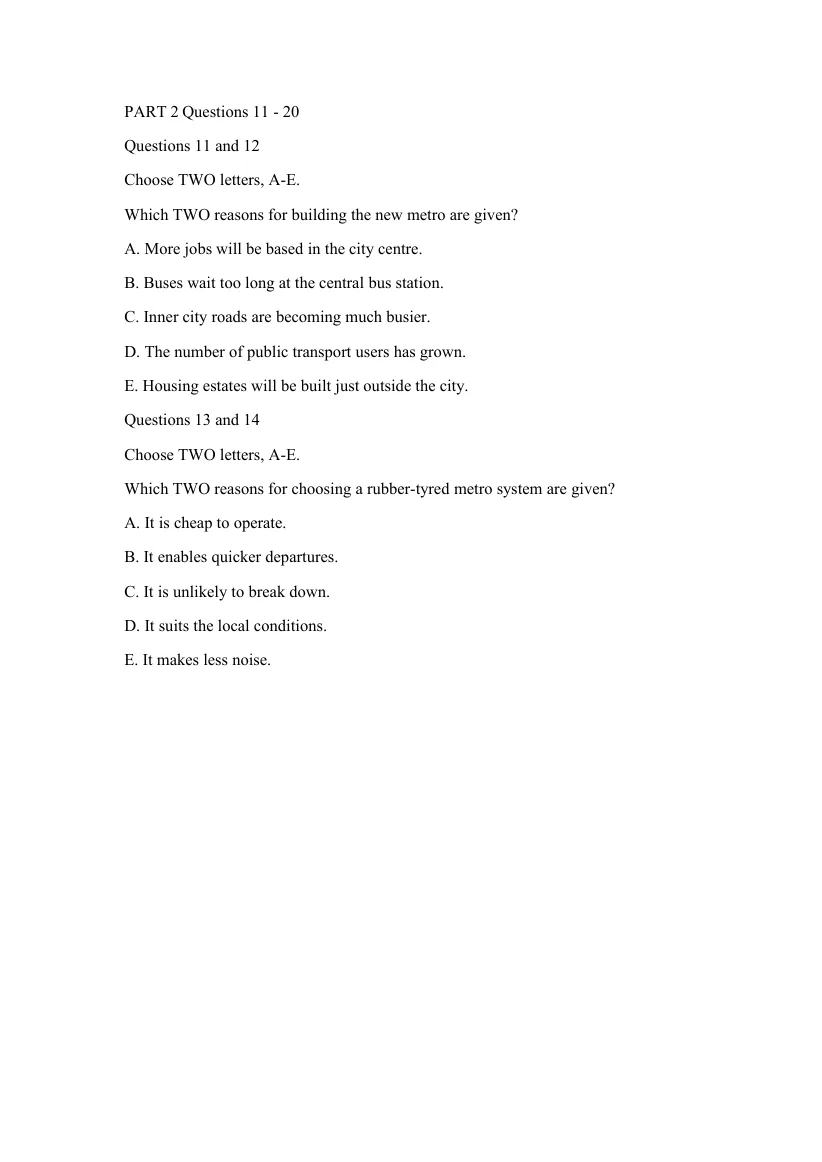 PART 2 Questions 11 - 20
Questions 11 and 12
Choose TWO letters, A-E.
Which TWO reasons for building the new metro are given?
A. More jobs will be based in the city centre.
B. Buses wait too long at the central bus station.
C. Inner city roads are becoming much busier.
D. The number of public transport users has grown.
E. Housing estates will be built just outside the city.
Questions 13 and 14
Choose TWO letters, A-E.
Which TWO reasons for choosing a rubber-tyred metro system are given?
A. It is cheap to operate.
B. It enables quicker departures.
C. It is unlikely to break down.
D. It suits the local conditions.
E. It makes less noise.